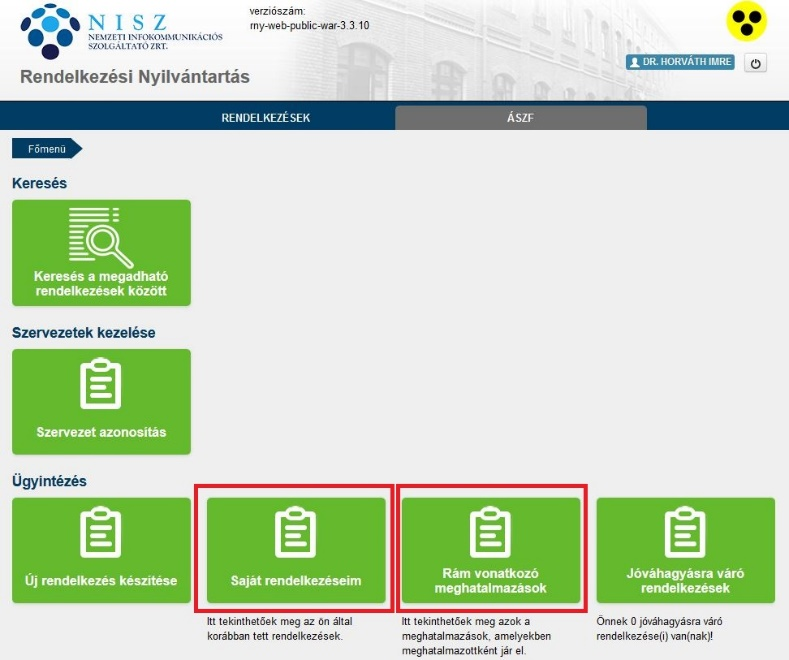 NISZ
NEMZETI INFOKOMMUNIKÁCIÓS
SZOLGÁLTATÓ ZRT.
verziószám:
rny-web-public-war-3.3.10
DR. HORVÁTH IMRE
Rendelkezési Nyilvántartás
RENDELKEZÉSEK
ÁSZF
Főmenü
Keresés
Keresés a megadható
rendelkezések között
Szervezetek kezelése
Szervezet azonosítás
Ügyintézés
Új rendelkezés készítése
Saját rendelkezéseim
Rám vonatkozó
meghatalmazások
Jóváhagyásra váró
rendelkezések
Itt tekinthetőek meg az ön által
korábban tett rendelkezések.
Itt tekinthetőek meg azok a
meghatalmazások, amelyekben
meghatalmazottként jár el.
Önnek 0 jóváhagyásra váró
rendelkezése(i) van(nak)!